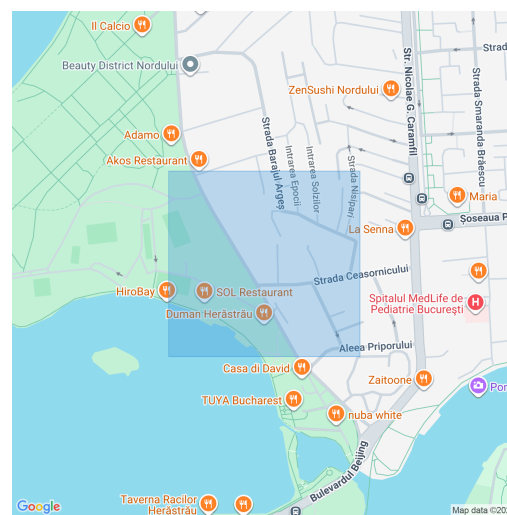 Il Calcio
Strada
Beauty District Nordului
Str. Nicolae G. Caramfil
Strada Smaranda Brăescu
ZenSushi Nordului
Strada Barajul Argeș
Adamo
Intrarea Epocii
Intrarea Solzilor
Strada Nisipari
Akos Restaurant
Maria
Șoseaua P
La Senna
Strada Ceasornicului
HiroBay
SOL Restaurant
Spitalul MedLife de
Pediatrie București
Duman Herăstrău
Aleea Priporului
Casa di David
Zaitoone
TUYA Bucharest
nuba white
Por
Bulevardul Beijing
Taverna Racilor
Herăstrău
Google
Map data ©202